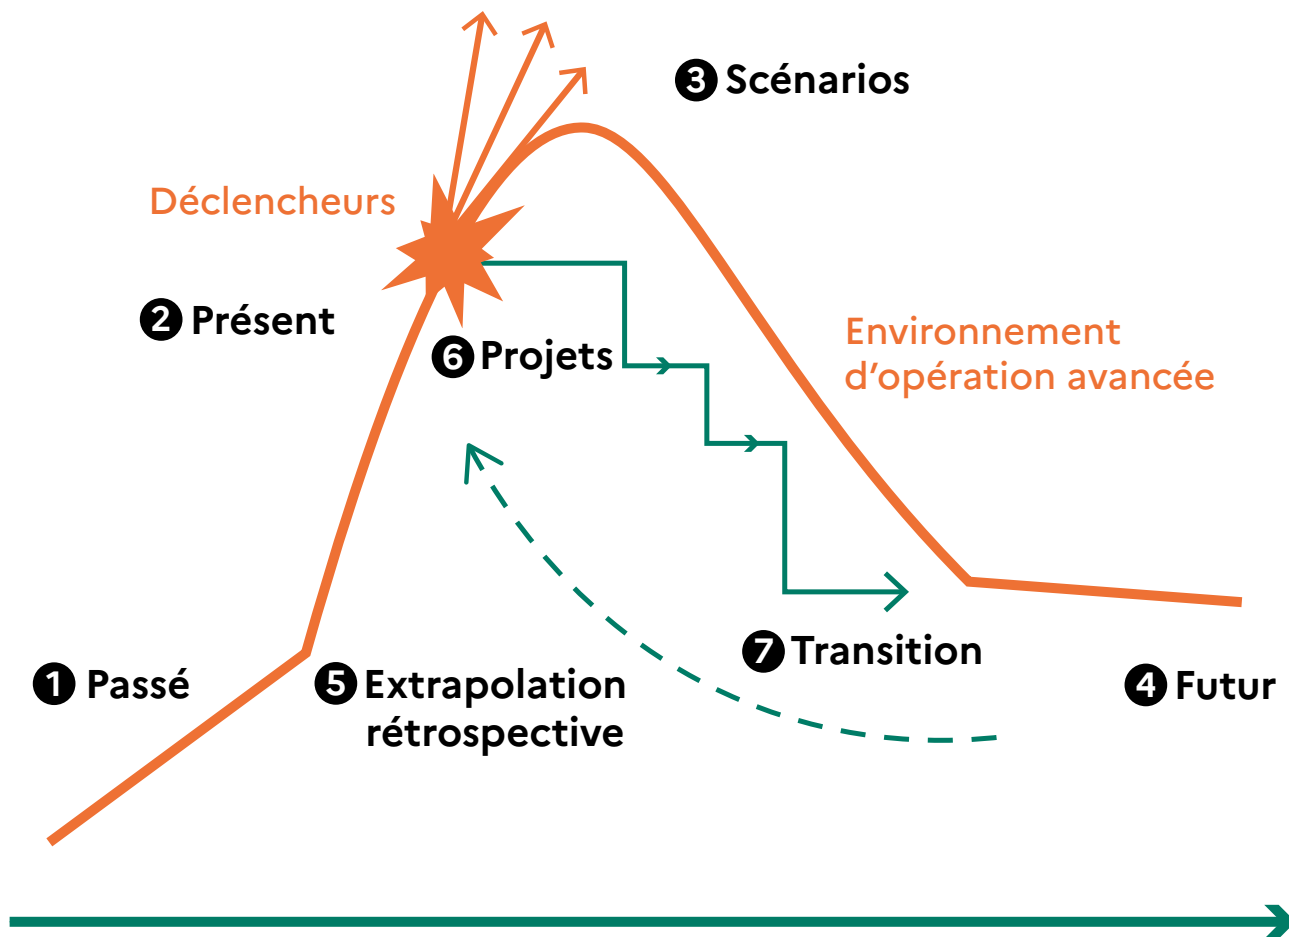 3 Scénarios
Déclencheurs
2 Présent
6 Projets
Environnement
d’opération avancée
7 Transition
1 Passé
5 Extrapolation
rétrospective
4 Futur